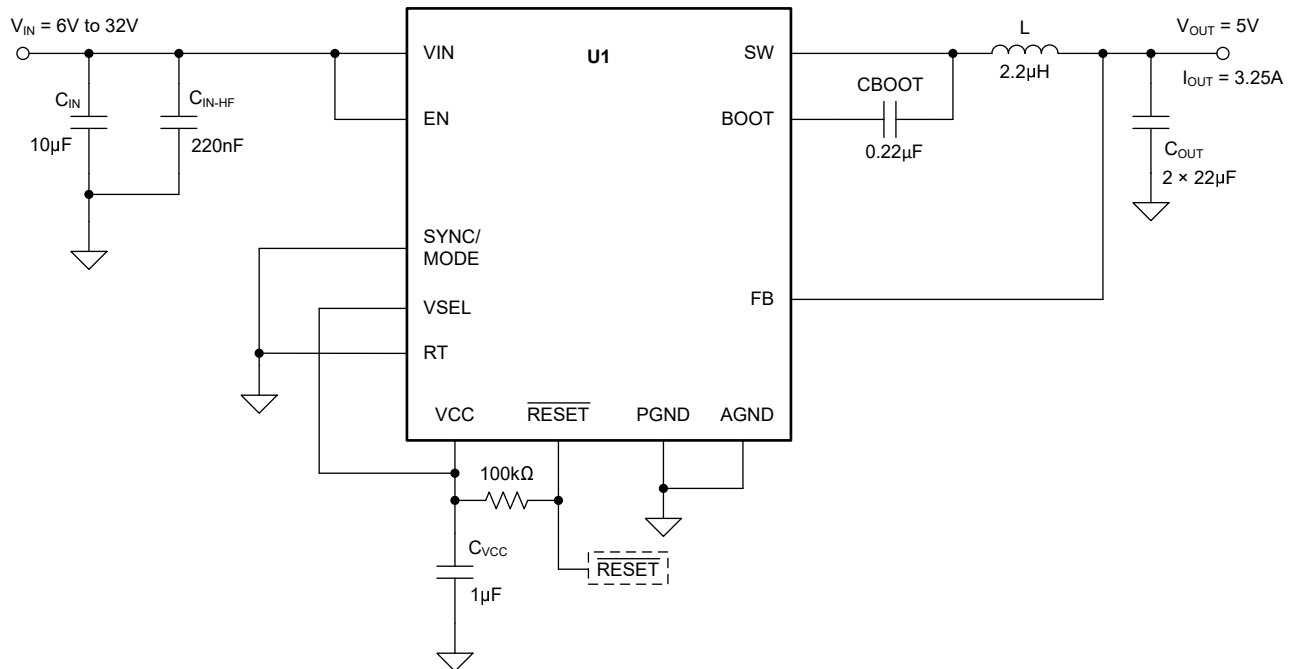 V_IN = 6V to 32V
C_IN
10µF
C_IN-HF
220nF
U1
VIN
EN
SYNC/
MODE
VSEL
RT
VCC
RESET
PGND
AGND
SW
BOOT
FB
CBOOT
0.22µF
L
2.2µH
V_OUT = 5V
I_OUT = 3.25A
C_OUT
2 × 22µF
100kΩ
C_VCC
1µF
RESET